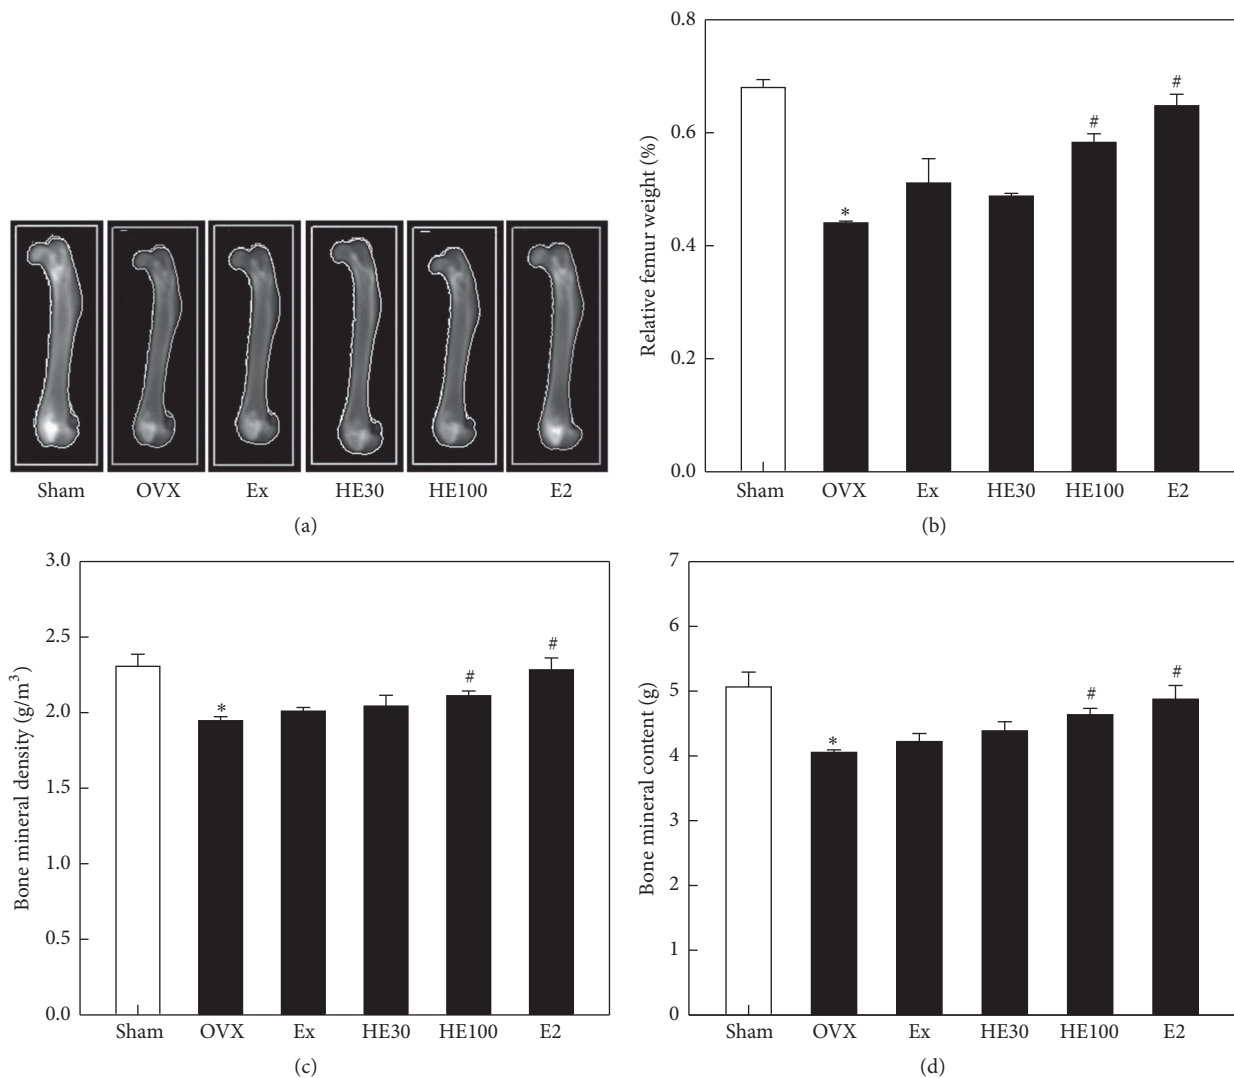 Sham OVX Ex HE30 HE100 E2
(a)
Relative femur weight (%)
0.8
0.6
0.4
0.2
0.0
* # #
Sham OVX Ex HE30 HE100 E2
(b)
Bone mineral density (g/m³)
3.0
2.5
2.0
1.5
1.0
0.5
0.0
* # #
Sham OVX Ex HE30 HE100 E2
(c)
Bone mineral content (g)
7
6
5
4
3
2
1
0
* # #
Sham OVX Ex HE30 HE100 E2
(d)